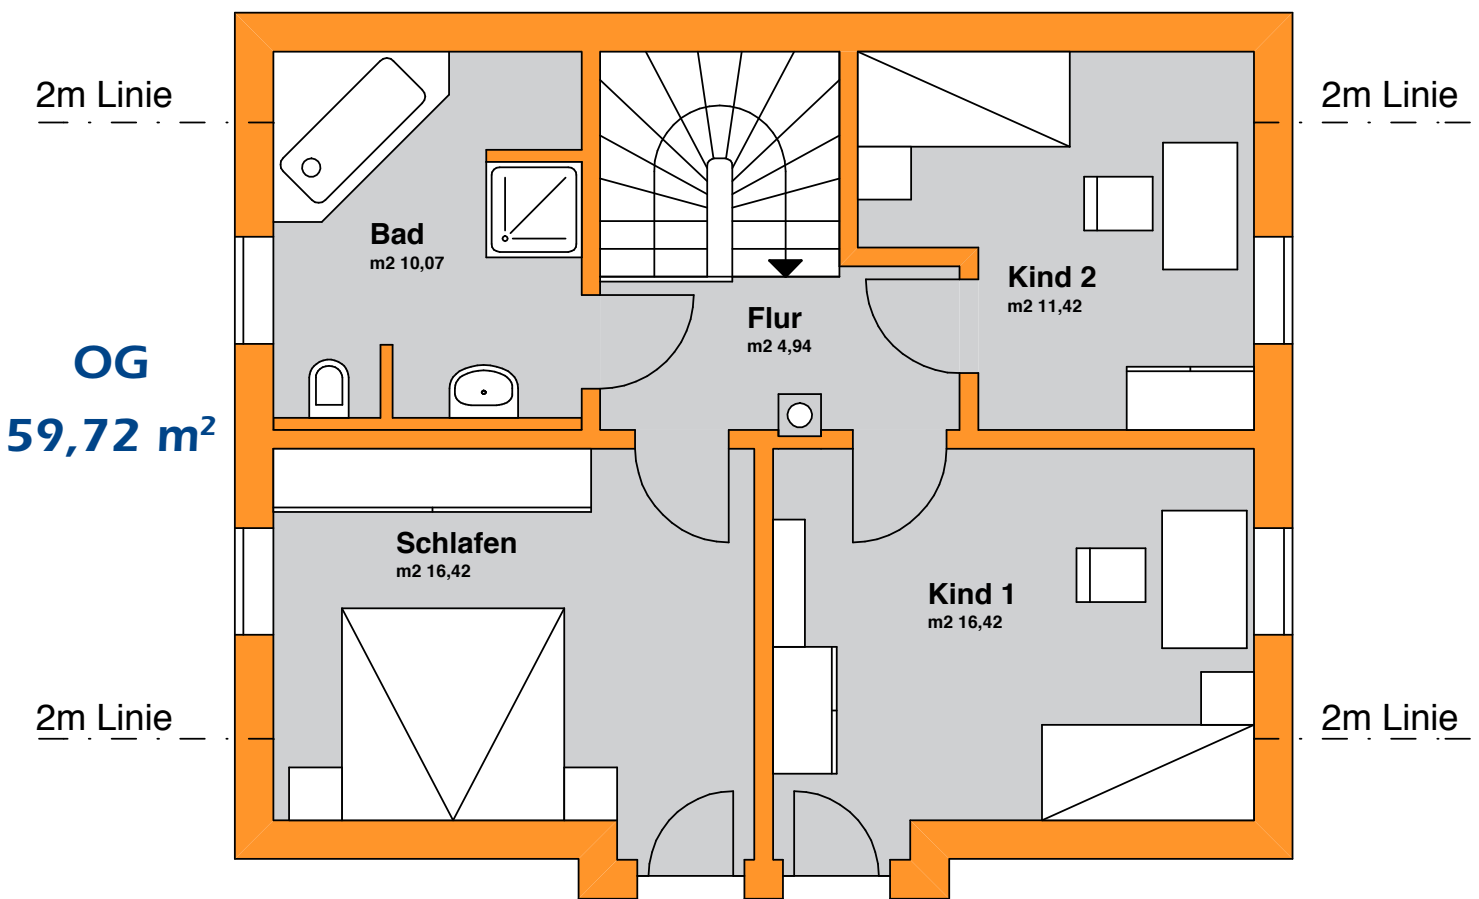 2m Linie
2m Linie
Bad
m2 10,07
Kind 2
m2 11,42
Flur
m2 4,94
OG
59,72 m²
Schlafen
m2 16,42
Kind 1
m2 16,42
2m Linie
2m Linie